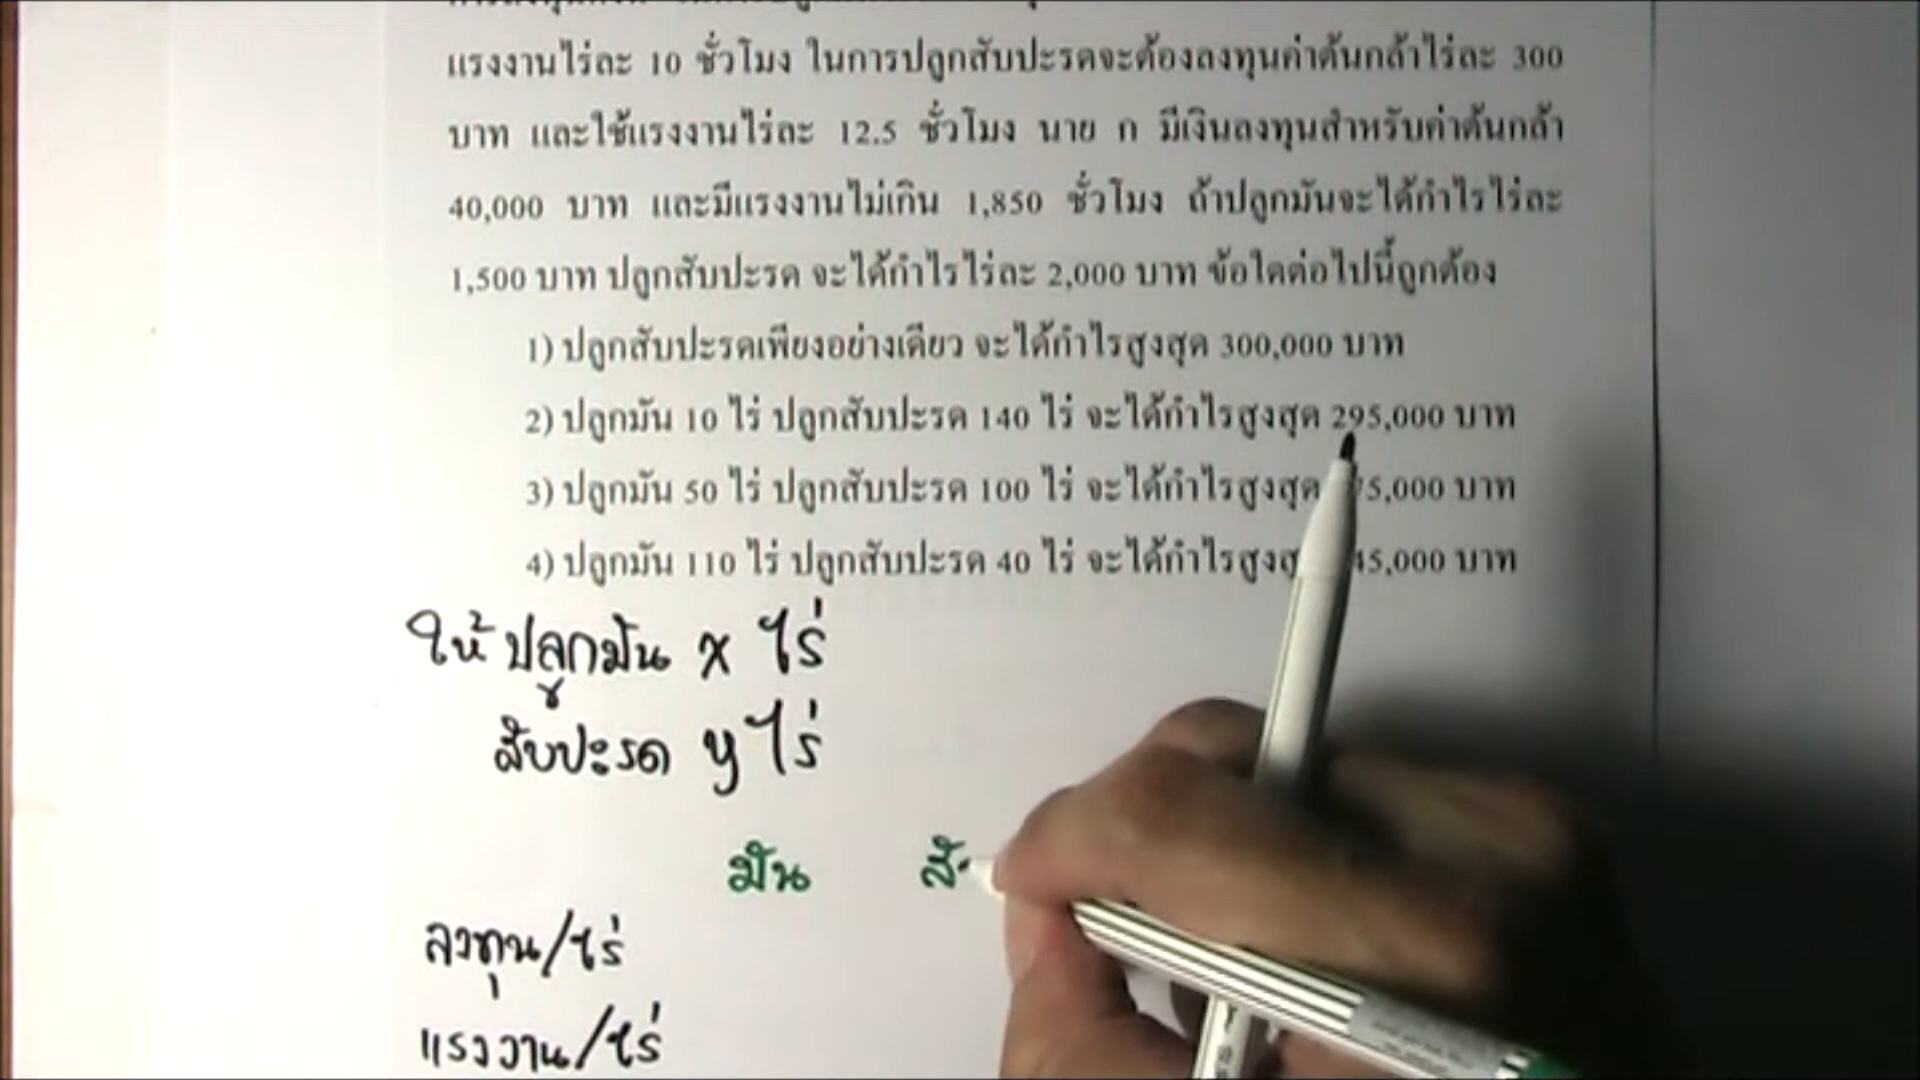 แรงงานไร่ละ 10 ชั่วโมง ในการปลูกสับปะรดจะต้องลงทุนค่าต้นกล้าไร่ละ 300
บาท และใช้แรงงานไร่ละ 12.5 ชั่วโมง นาย ก มีเงินลงทุนสำหรับค่าต้นกล้า
40,000 บาท และมีแรงงานไม่เกิน 1,850 ชั่วโมง ถ้าปลูกมันจะได้กำไรไร่ละ
1,500 บาท ปลูกสับปะรด จะได้กำไรไร่ละ 2,000 บาท ข้อใดต่อไปนี้ถูกต้อง
1) ปลูกสับปะรดเพียงอย่างเดียว จะได้กำไรสูงสุด 300,000 บาท
2) ปลูกมัน 10 ไร่ ปลูกสับปะรด 140 ไร่ จะได้กำไรสูงสุด 295,000 บาท
3) ปลูกมัน 50 ไร่ ปลูกสับปะรด 100 ไร่ จะได้กำไรสูงสุด 75,000 บาท
4) ปลูกมัน 110 ไร่ ปลูกสับปะรด 40 ไร่ จะได้กำไรสูงสุ 45,000 บาท
ให้ ปลูกมัน x ไร่
สับปะรด y ไร่
มัน สับ
ลงทุน/ไร่
แรงงาน/ไร่